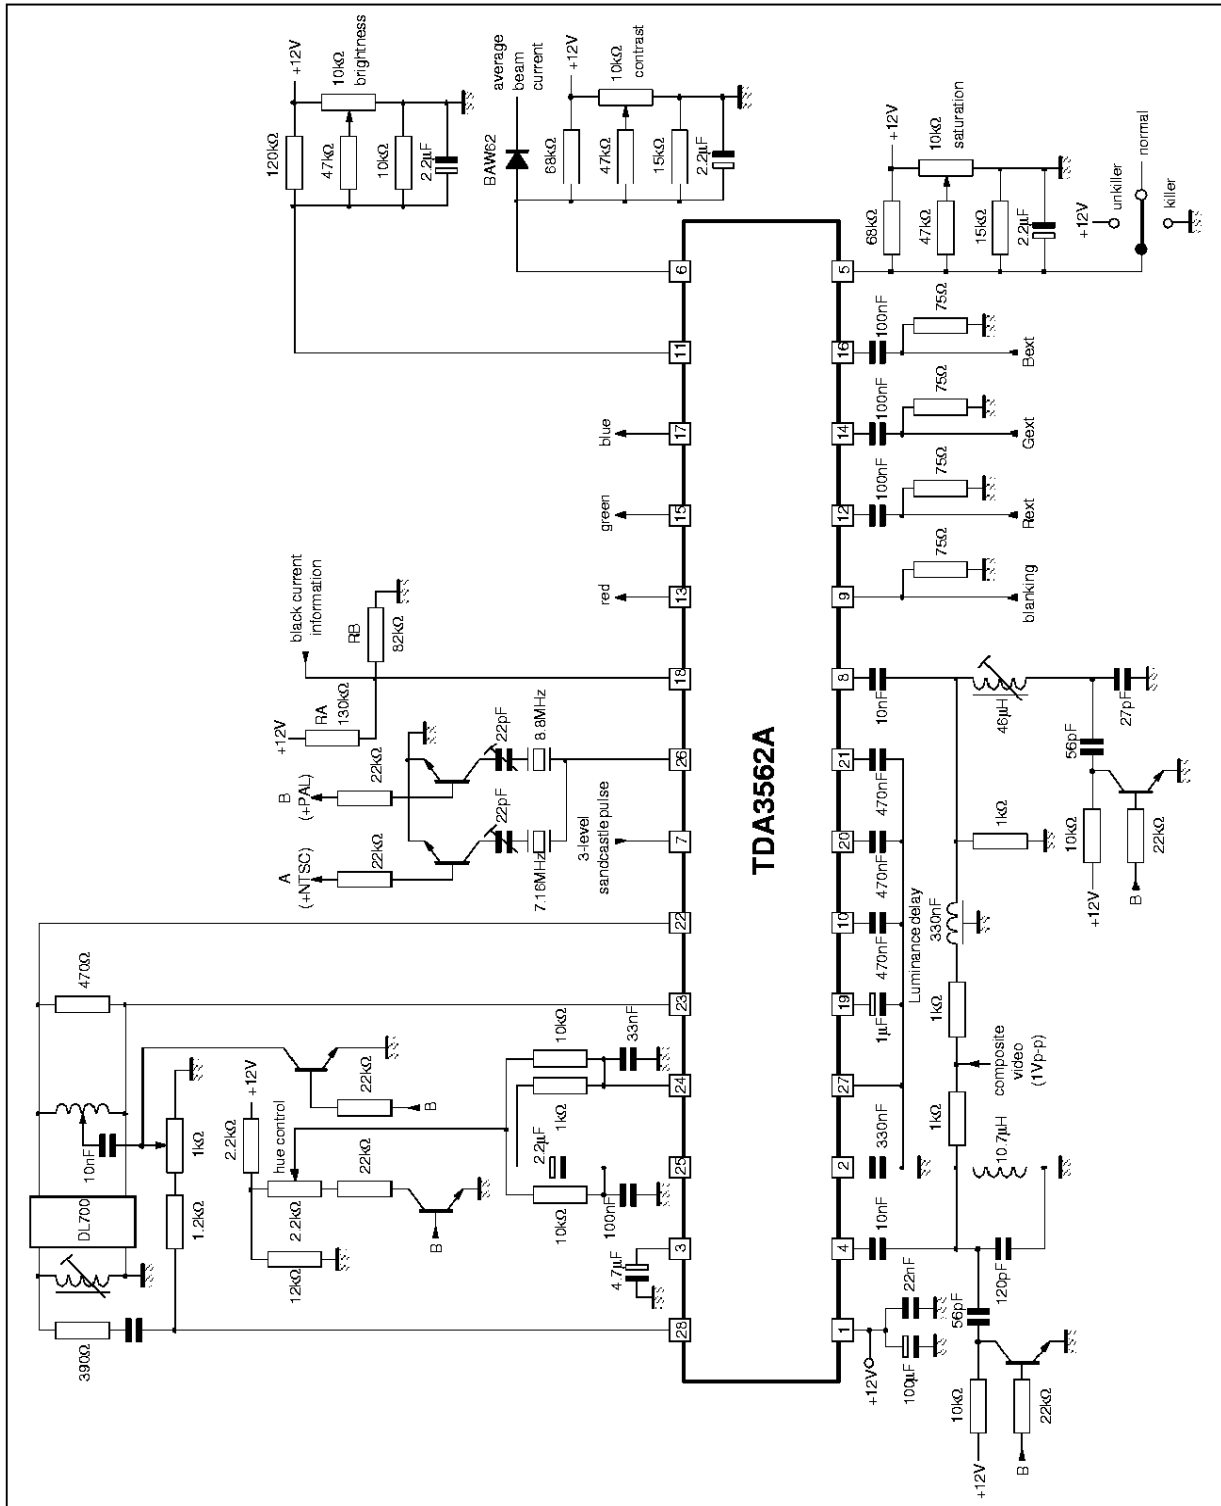 390Ω
DL700
10nF
470Ω
1.2kΩ
1kΩ
+12V
2.2kΩ
hue control
22kΩ
B
12kΩ
2.2kΩ
22kΩ
B
2.2μF
10kΩ
1kΩ
10kΩ
100nF
33nF
4.7μF
A
(+NTSC)
B
(+PAL)
22kΩ
22kΩ
22pF
22pF
7.16MHz
8.8MHz
3-level
sandcastle pulse
+12V
RA
130kΩ
black current
information
RB
82kΩ
red
green
blue
+12V
10kΩ
brightness
120kΩ
47kΩ
10kΩ
2.2μF
average
beam
current
BAW62
+12V
10kΩ
contrast
68kΩ
47kΩ
15kΩ
2.2μF
28
3
25
24
23
22
7
26
18
13
15
17
11
6
TDA3562A
1
4
2
27
19
10
20
21
8
9
12
14
16
5
+12V
100μF
22nF
10nF
330nF
1μF
470nF
470nF
470nF
10nF
Luminance delay
330nF
56pF
120pF
10.7μH
1kΩ
1kΩ
1kΩ
composite
video
(1Vp-p)
10kΩ
22kΩ
+12V
B
46μH
56pF
27pF
10kΩ
22kΩ
+12V
B
75Ω
blanking
100nF
75Ω
Rext
100nF
75Ω
Gext
100nF
75Ω
Bext
+12V
10kΩ
saturation
68kΩ
47kΩ
15kΩ
2.2μF
+12V
unkiller
normal
killer